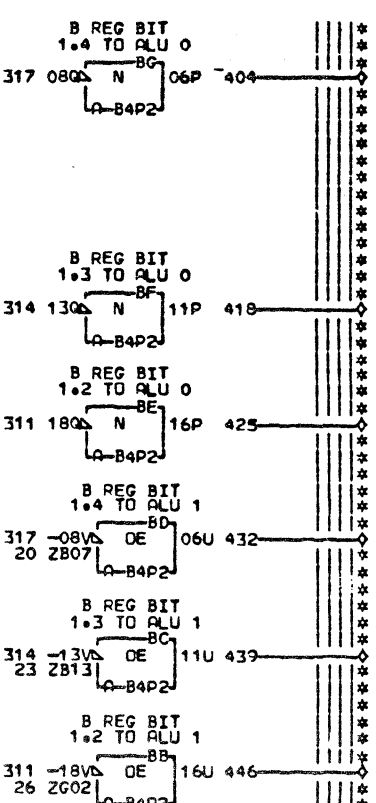 B REG BIT
1.4 TO ALU 0
BG
317 08Q N 06P 404
A-B4P2
B REG BIT
1.3 TO ALU 0
BF
314 13Q N 11P 418
A-B4P2
B REG BIT
1.2 TO ALU 0
BE
311 18Q N 16P 425
A-B4P2
B REG BIT
1.4 TO ALU 1
BD
317 -08V OE 06U 432
20 ZB07
A-B4P2
B REG BIT
1.3 TO ALU 1
BC
314 -13V OE 11U 439
23 ZB13
A-B4P2
B REG BIT
1.2 TO ALU 1
BB
311 -18V OE 16U 446
26 ZG02
A-B4P2